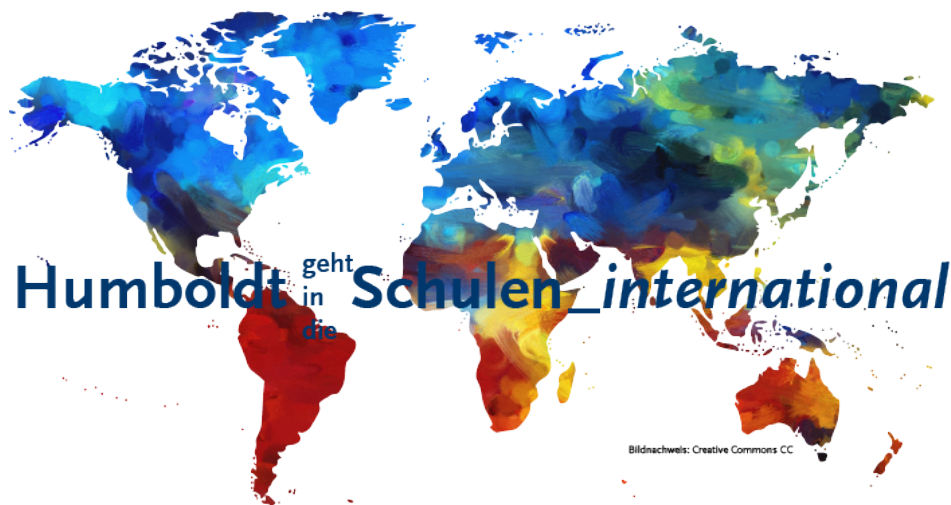 Humboldt geht in die Schulen_international
Bildnachweis: Creative Commons CC